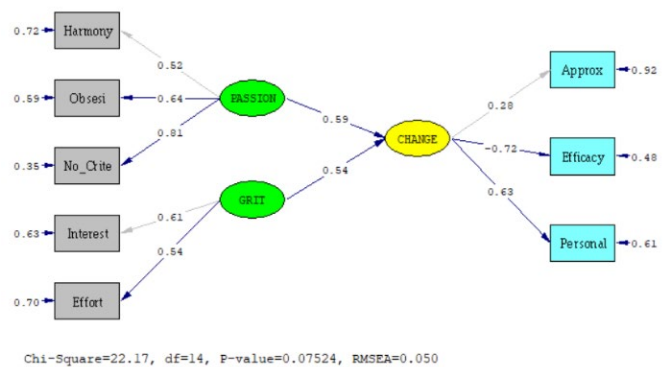 0.72
Harmony
0.52
Approx
0.92
0.59
Obsesi
0.64
PASSION
0.28
0.59
0.81
CHANGE
-0.72
Efficacy
0.48
0.35
No_Crite
0.54
0.63
GRIT
0.61
0.63
Interest
Personal
0.61
0.54
0.70
Effort
Chi-Square=22.17, df=14, P-value=0.07524, RMSEA=0.050